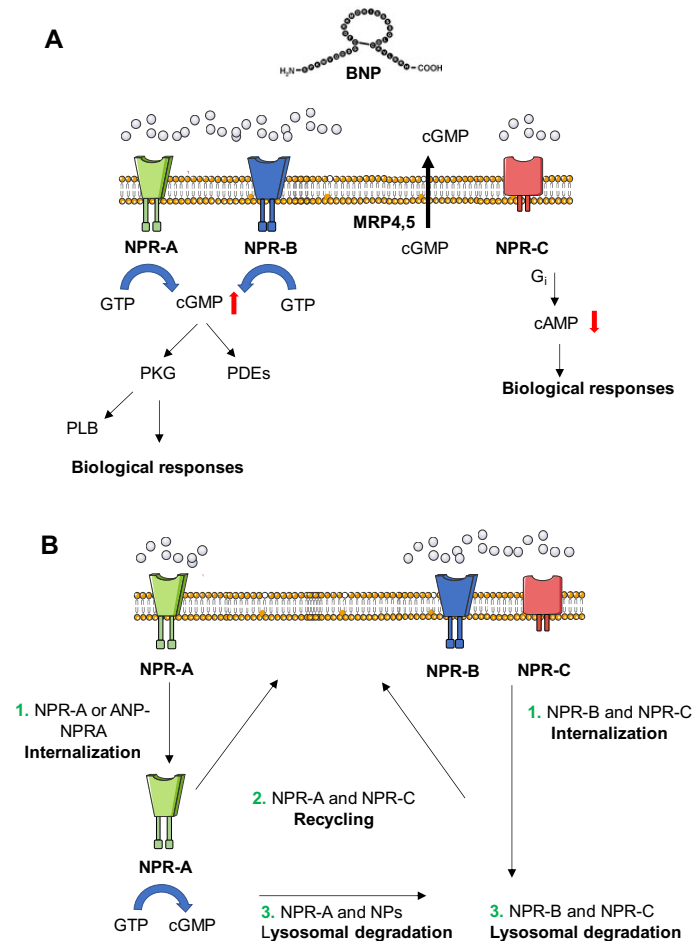 A
H₂N
COOH
BNP
cGMP
MRP4,5
NPR-A
NPR-B
cGMP
NPR-C
GTP
cGMP
GTP
Gi
cAMP
PKG
PDEs
Biological responses
PLB
Biological responses
B
NPR-A
NPR-B
NPR-C
1. NPR-A or ANP-
NPRA
Internalization
1. NPR-B and NPR-C
Internalization
2. NPR-A and NPR-C
Recycling
NPR-A
GTP
cGMP
3. NPR-A and NPs
Lysosomal degradation
3. NPR-B and NPR-C
Lysosomal degradation